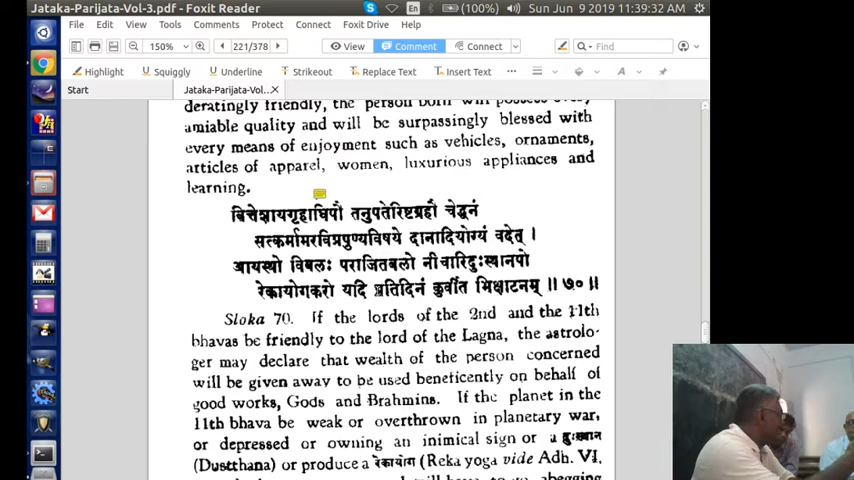 Jataka-Parijata-Vol-3.pdf - Foxit Reader
En
(100%)
Sun Jun 9 2019 11:39:32 AM
File Edit View Tools Comments Protect Connect Foxit Drive Forms Organize Help
150%
221/378
View
Comment
Connect
Find
Highlight
Squiggly
Underline
Strikeout
Replace Text
Insert Text
Start
Jataka-Parijata-Vol-...
deratingly friendly, the person born will possess every
amiable quality and will be surpassingly blessed with
every means of enjoyment such as vehicles, ornaments,
articles of apparel, women, luxurious appliances and
learning.
वित्तेशायगृहाधिपौ तनुपतेरिष्टग्रहौ चेद्धनं
सत्कर्मामरविप्रपुण्यविषये दानादियोग्यं वदेत् ।
आयस्थो विबलः पराजितबलो नीचारिदुःस्थानपो
रेकायोगकरो यदि प्रतिदिनं कुर्वीत भिक्षाटनम् ॥ ७० ॥
Sloka 70. If the lords of the 2nd and the 11th
bhavas be friendly to the lord of the Lagna, the astrolo-
ger may declare that wealth of the person concerned
will be given away to be used beneficently on behalf of
good works, Gods and Brahmins. If the planet in the
11th bhava be weak or overthrown in planetary war,
or depressed or owning an inimical sign or a दुःस्थान
(Dustthana) or produce a रेकायोग (Reka yoga vide Adh. VI.